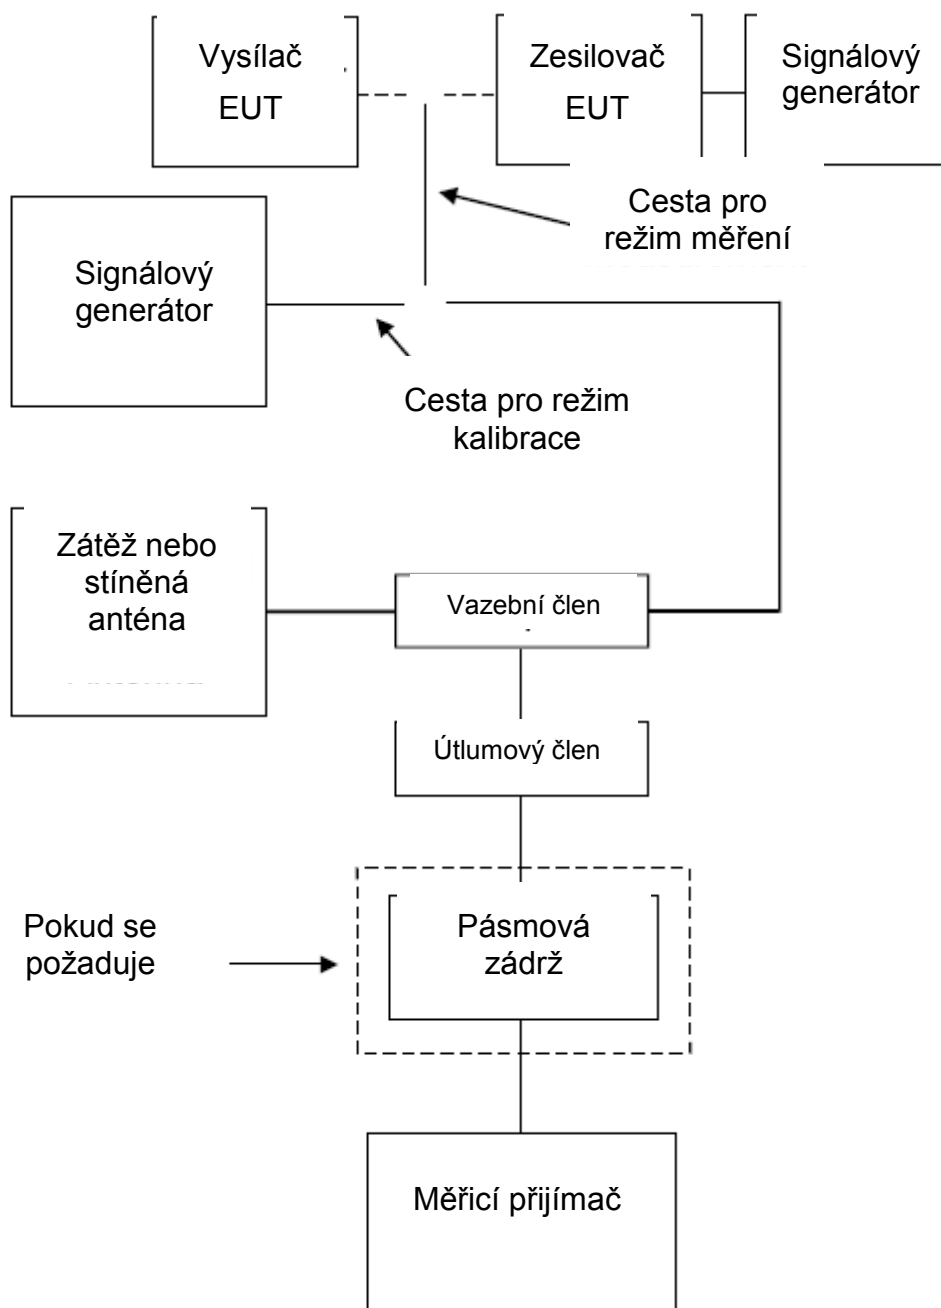 Vysílač
EUT
Zesilovač
EUT
Signálový
generátor
Cesta pro
režim měření
Signálový
generátor
Cesta pro režim
kalibrace
Zátěž nebo
stíněná
anténa
Vazební člen
Útlumový člen
Pokud se
požaduje
Pásmová
zádrž
Měřicí přijímač